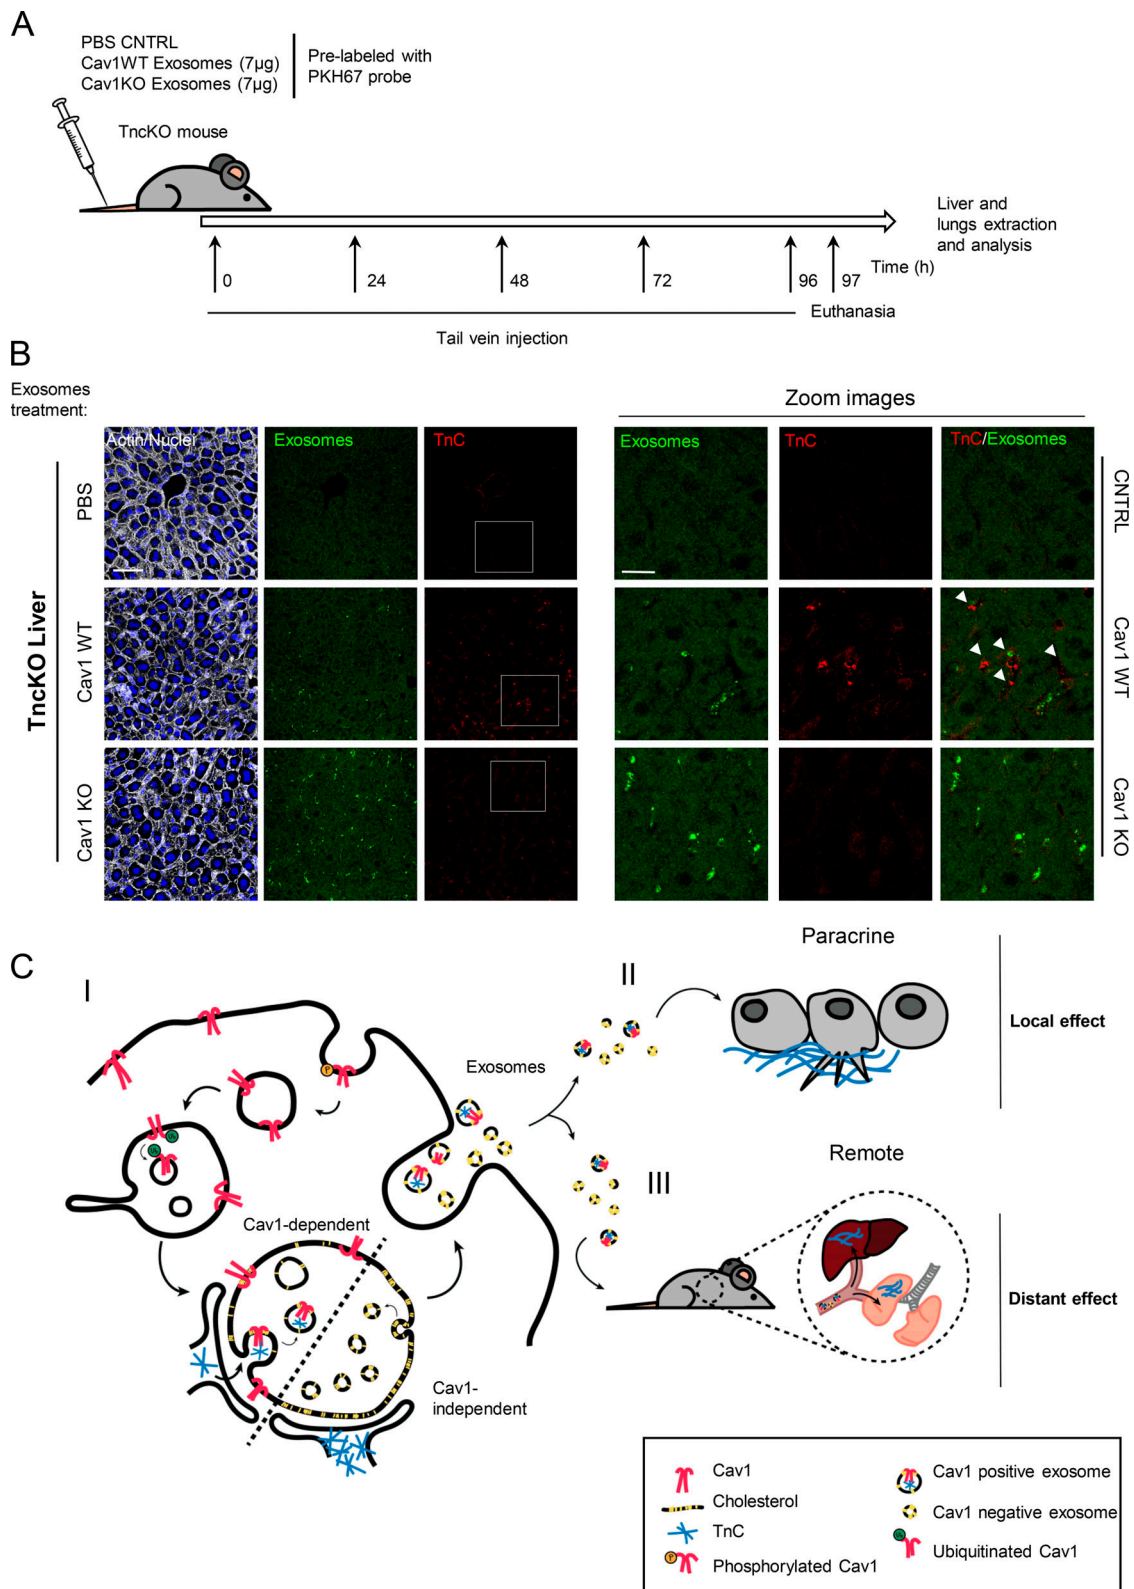 A
PBS CNTRL
Cav1WT Exosomes (7µg)
Cav1KO Exosomes (7µg)
Pre-labeled with
PKH67 probe
TncKO mouse
Liver and
lungs extraction
and analysis
Time (h)
0
24
48
72
96
97
Euthanasia
Tail vein injection
B
Exosomes
treatment:
Zoom images
Actin/Nuclei
Exosomes
TnC
Exosomes
TnC
TnC/Exosomes
TncKO Liver
PBS
Cav1 WT
Cav1 KO
CNTRL
Cav1 WT
Cav1 KO
C
I
II
III
Paracrine
Local effect
Exosomes
P
Ub
Ub
Remote
Distant effect
Cav1-dependent
Cav1-
independent
Cav1
Cholesterol
TnC
P
Phosphorylated Cav1
Cav1 positive exosome
Cav1 negative exosome
Ub
Ubiquitinated Cav1